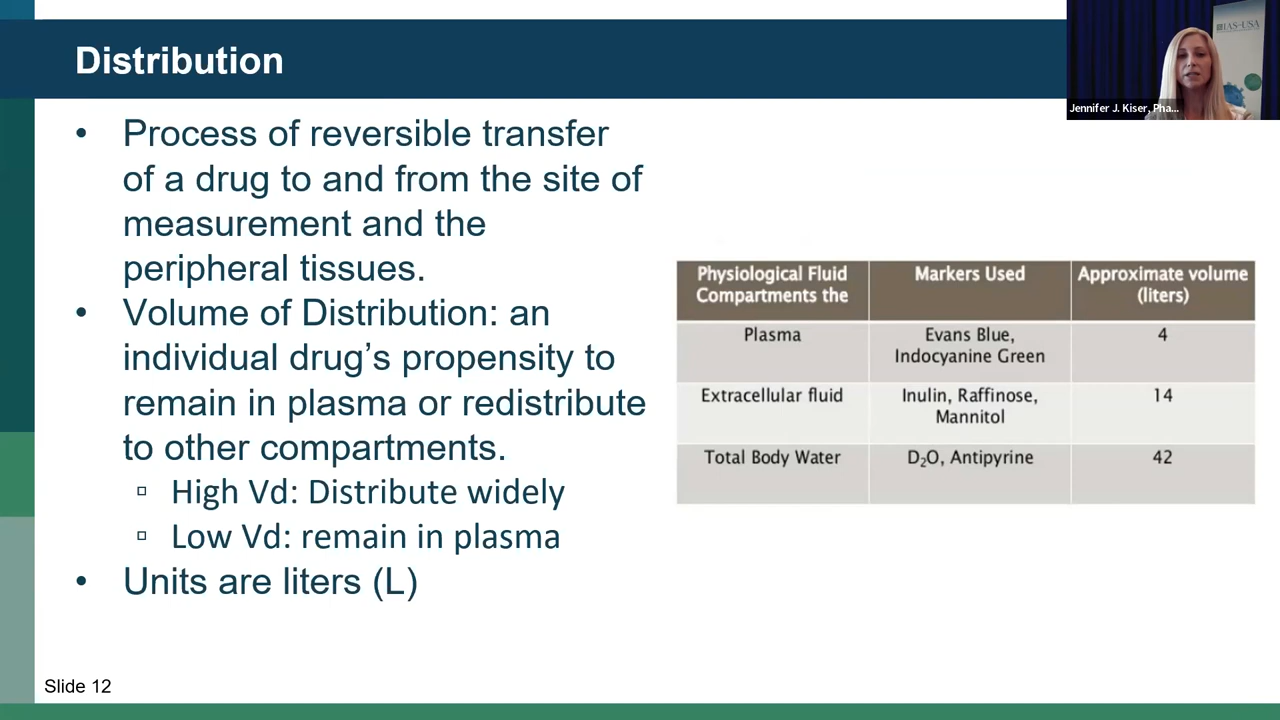 Distribution
IAS-USA
Jennifer J. Kiser, Pha...
• Process of reversible transfer
of a drug to and from the site of
measurement and the
peripheral tissues.
• Volume of Distribution: an
individual drug’s propensity to
remain in plasma or redistribute
to other compartments.
▫ High Vd: Distribute widely
▫ Low Vd: remain in plasma
• Units are liters (L)
Physiological Fluid Markers Used Approximate volume
Compartments the (liters)
Plasma Evans Blue, 4
Indocyanine Green
Extracellular fluid Inulin, Raffinose, 14
Mannitol
Total Body Water D₂O, Antipyrine 42
Slide 12